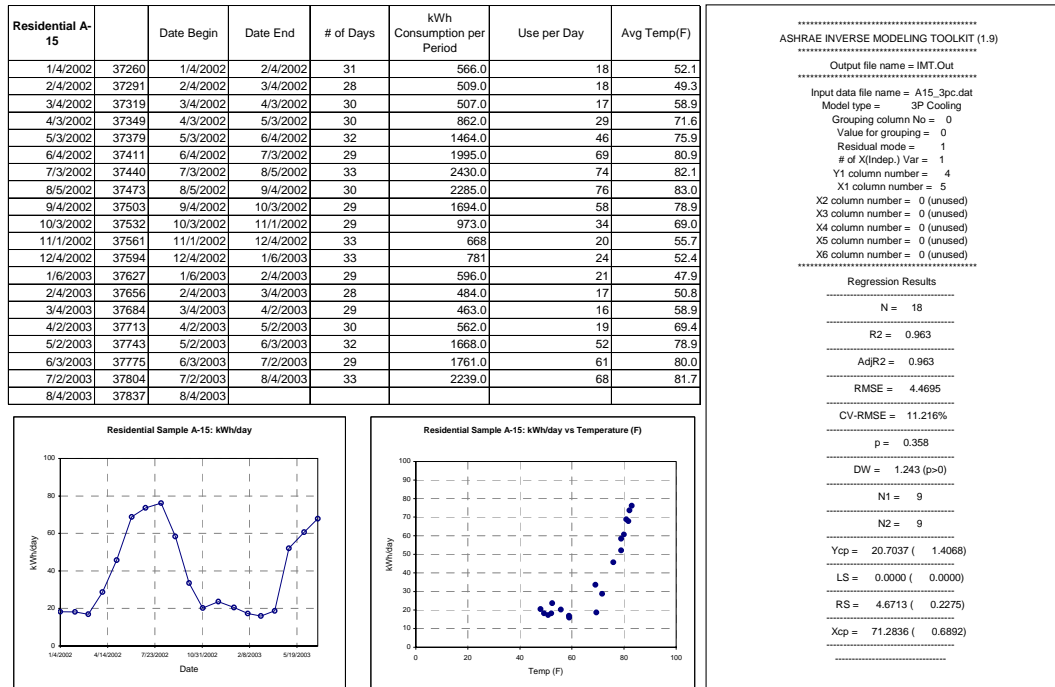 Residential A-15 Date Begin Date End # of Days kWh Consumption per Period Use per Day Avg Temp(F)
1/4/2002 37260 1/4/2002 2/4/2002 31 566.0 18 52.1
2/4/2002 37291 2/4/2002 3/4/2002 28 509.0 18 49.3
3/4/2002 37319 3/4/2002 4/3/2002 30 507.0 17 58.9
4/3/2002 37349 4/3/2002 5/3/2002 30 862.0 29 71.6
5/3/2002 37379 5/3/2002 6/4/2002 32 1464.0 46 75.9
6/4/2002 37411 6/4/2002 7/3/2002 29 1995.0 69 80.9
7/3/2002 37440 7/3/2002 8/5/2002 33 2430.0 74 82.1
8/5/2002 37473 8/5/2002 9/4/2002 30 2285.0 76 83.0
9/4/2002 37503 9/4/2002 10/3/2002 29 1694.0 58 78.9
10/3/2002 37532 10/3/2002 11/1/2002 29 973.0 34 69.0
11/1/2002 37561 11/1/2002 12/4/2002 33 668 20 55.7
12/4/2002 37594 12/4/2002 1/6/2003 33 781 24 52.4
1/6/2003 37627 1/6/2003 2/4/2003 29 596.0 21 47.9
2/4/2003 37656 2/4/2003 3/4/2003 28 484.0 17 50.8
3/4/2003 37684 3/4/2003 4/2/2003 29 463.0 16 58.9
4/2/2003 37713 4/2/2003 5/2/2003 30 562.0 19 69.4
5/2/2003 37743 5/2/2003 6/3/2003 32 1668.0 52 78.9
6/3/2003 37775 6/3/2003 7/2/2003 29 1761.0 61 80.0
7/2/2003 37804 7/2/2003 8/4/2003 33 2239.0 68 81.7
8/4/2003 37837 8/4/2003
Residential Sample A-15: kWh/day
100
80
60
40
20
0
kWh/day
1/4/2002 4/14/2002 7/23/2002 10/31/2002 2/8/2003 5/19/2003
Date
Residential Sample A-15: kWh/day vs Temperature (F)
100
90
80
70
60
50
40
30
20
10
0
kWh/day
0 20 40 60 80 100
Temp (F)
******************************************
ASHRAE INVERSE MODELING TOOLKIT (1.9)
******************************************
Output file name = IMT.Out
******************************************
Input data file name = A15_3pc.dat
Model type = 3P Cooling
Grouping column No = 0
Value for grouping = 0
Residual mode = 1
# of X(Indep.) Var = 1
Y1 column number = 4
X1 column number = 5
X2 column number = 0 (unused)
X3 column number = 0 (unused)
X4 column number = 0 (unused)
X5 column number = 0 (unused)
X6 column number = 0 (unused)
******************************************
Regression Results
--------------------------------------
N = 18
--------------------------------------
R2 = 0.963
--------------------------------------
AdjR2 = 0.963
--------------------------------------
RMSE = 4.4695
--------------------------------------
CV-RMSE = 11.216%
--------------------------------------
p = 0.358
--------------------------------------
DW = 1.243 (p>0)
--------------------------------------
N1 = 9
--------------------------------------
N2 = 9
--------------------------------------
Ycp = 20.7037 ( 1.4068)
--------------------------------------
LS = 0.0000 ( 0.0000)
--------------------------------------
RS = 4.6713 ( 0.2275)
--------------------------------------
Xcp = 71.2836 ( 0.6892)
--------------------------------------
---------------------------------